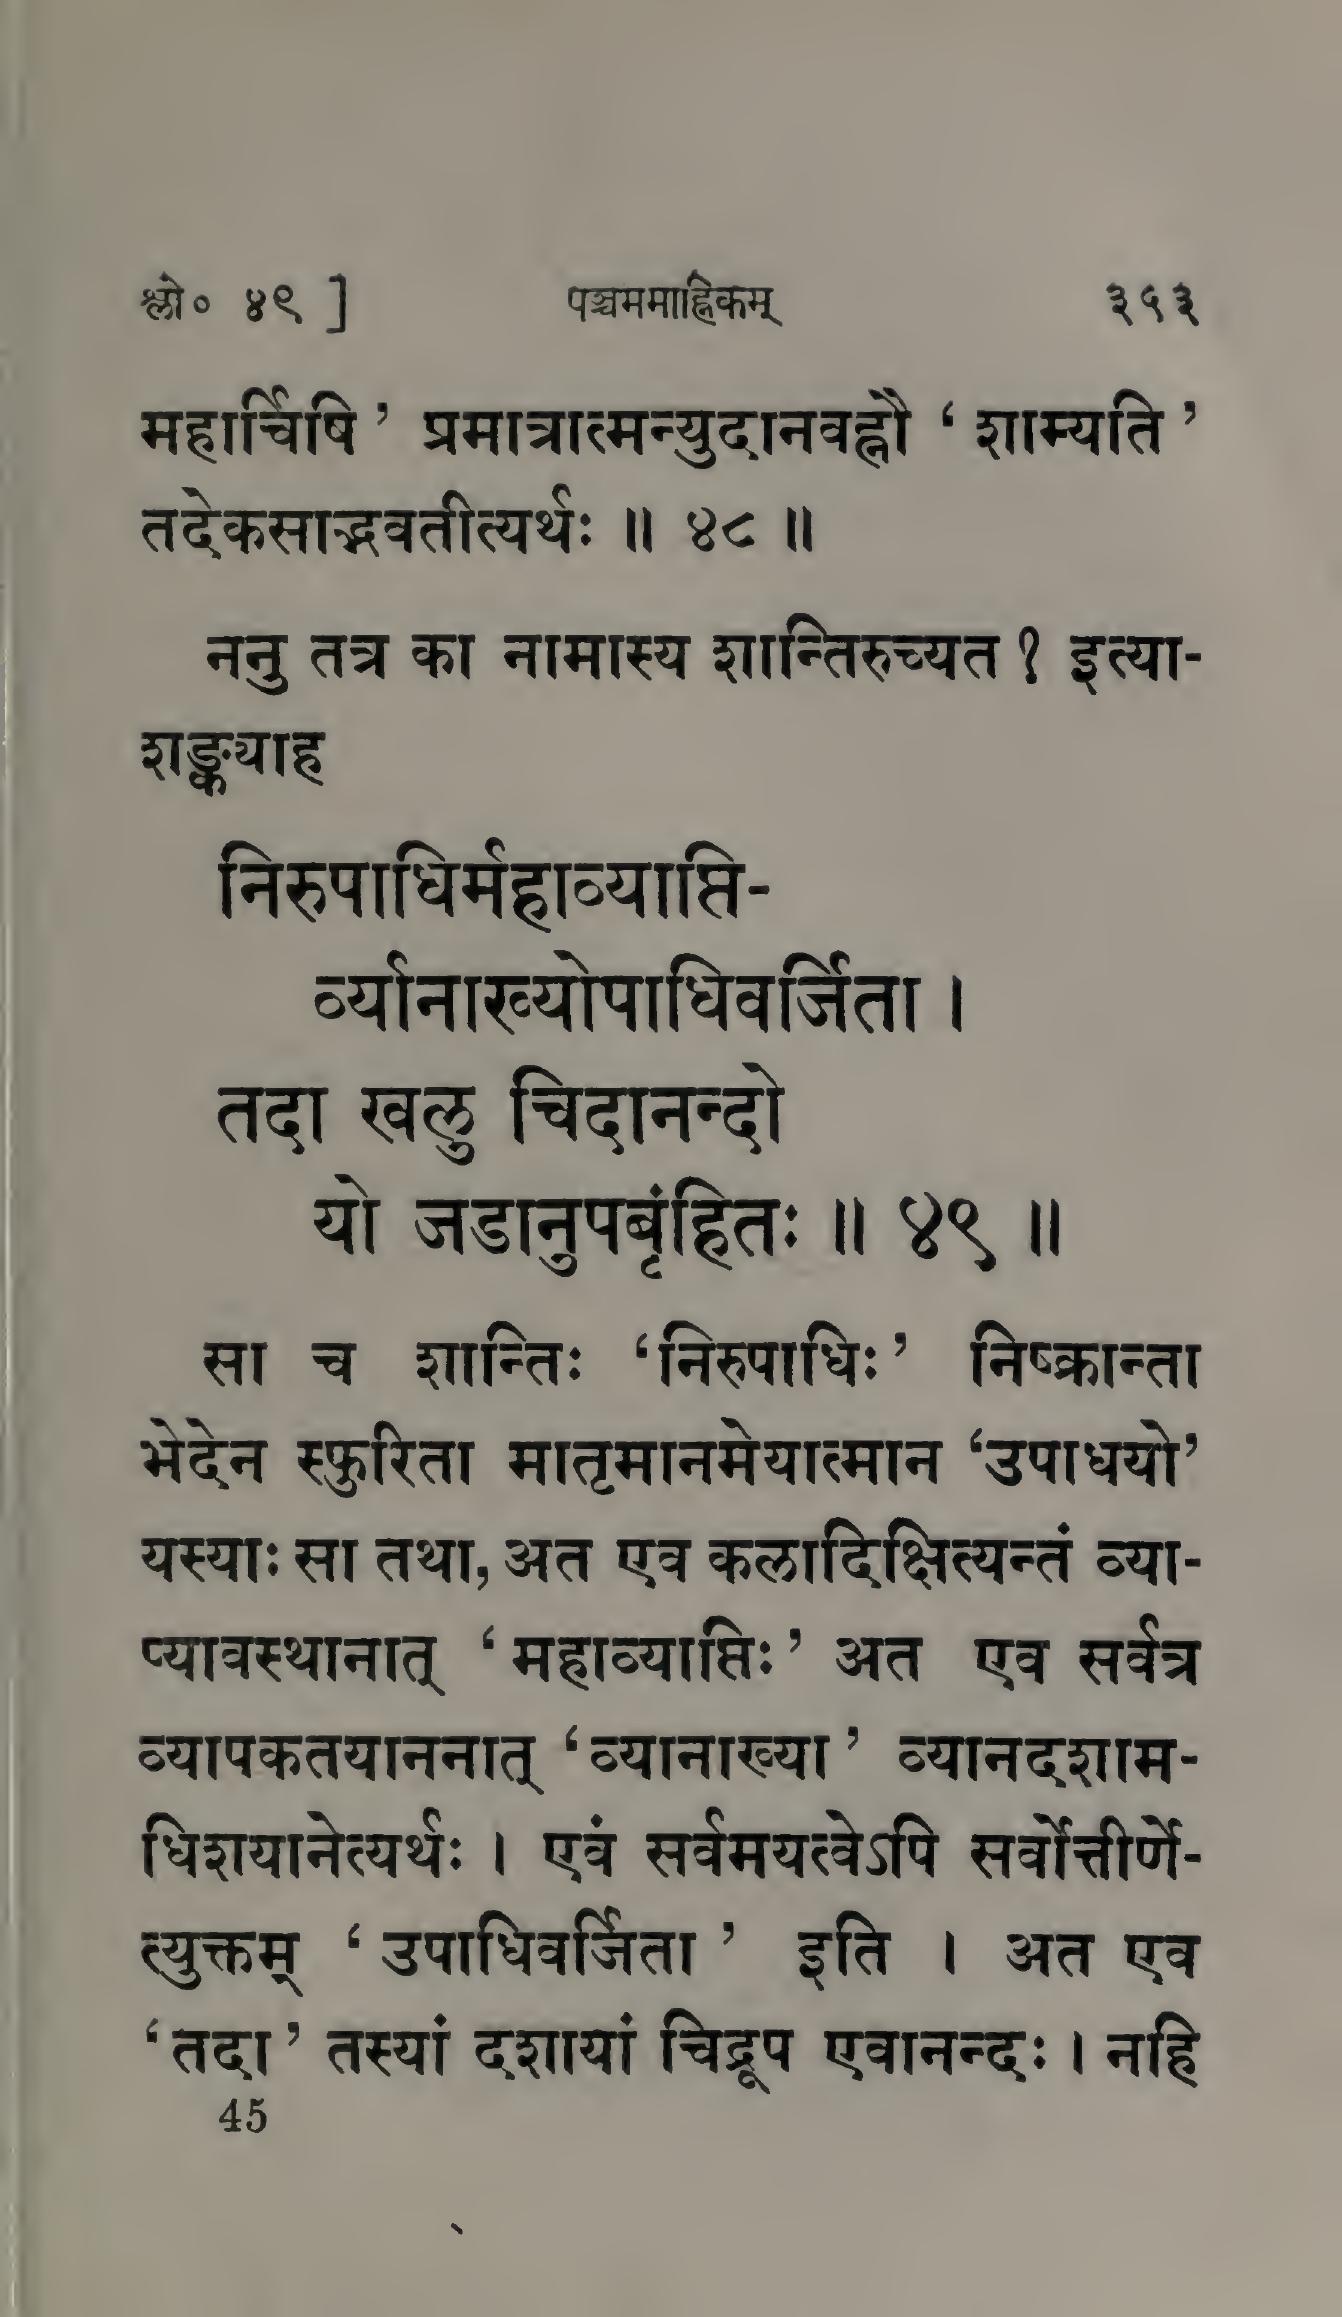 श्लो० ४९ ] पञ्चममाह्निकम् ३५३
महार्चिषि ’ प्रमात्रात्मन्युदानवह्नौ ‘ शाम्यति ’
तदेकसाद्भवतीत्यर्थः ॥ ४८ ॥
ननु तत्र का नामास्य शान्तिरुच्यत ? इत्या-
शङ्क्याह
निरुपाधिर्महाव्याप्ति-
र्व्यानाख्योपाधिवर्जिता ।
तदा खलु चिदानन्दो
यो जडानुपबृंहितः ॥ ४९ ॥
सा च शान्तिः ‘निरुपाधिः’ निष्क्रान्ता
भेदेन स्फुरिता मातृमानमेयात्मान ‘उपाधयो’
यस्याः सा तथा, अत एव कलादिक्षित्यन्तं व्या-
प्यावस्थानात् ‘ महाव्याप्तिः’ अत एव सर्वत्र
व्यापकतयाननात् ‘व्यानाख्या ’ व्यानदशाम-
धिशयानेत्यर्थः । एवं सर्वमयत्वेऽपि सर्वोत्तीर्णे-
त्युक्तम् ‘ उपाधिवर्जिता ’ इति । अत एव
‘तदा’ तस्यां दशायां चिद्रूप एवानन्दः । नहि
45